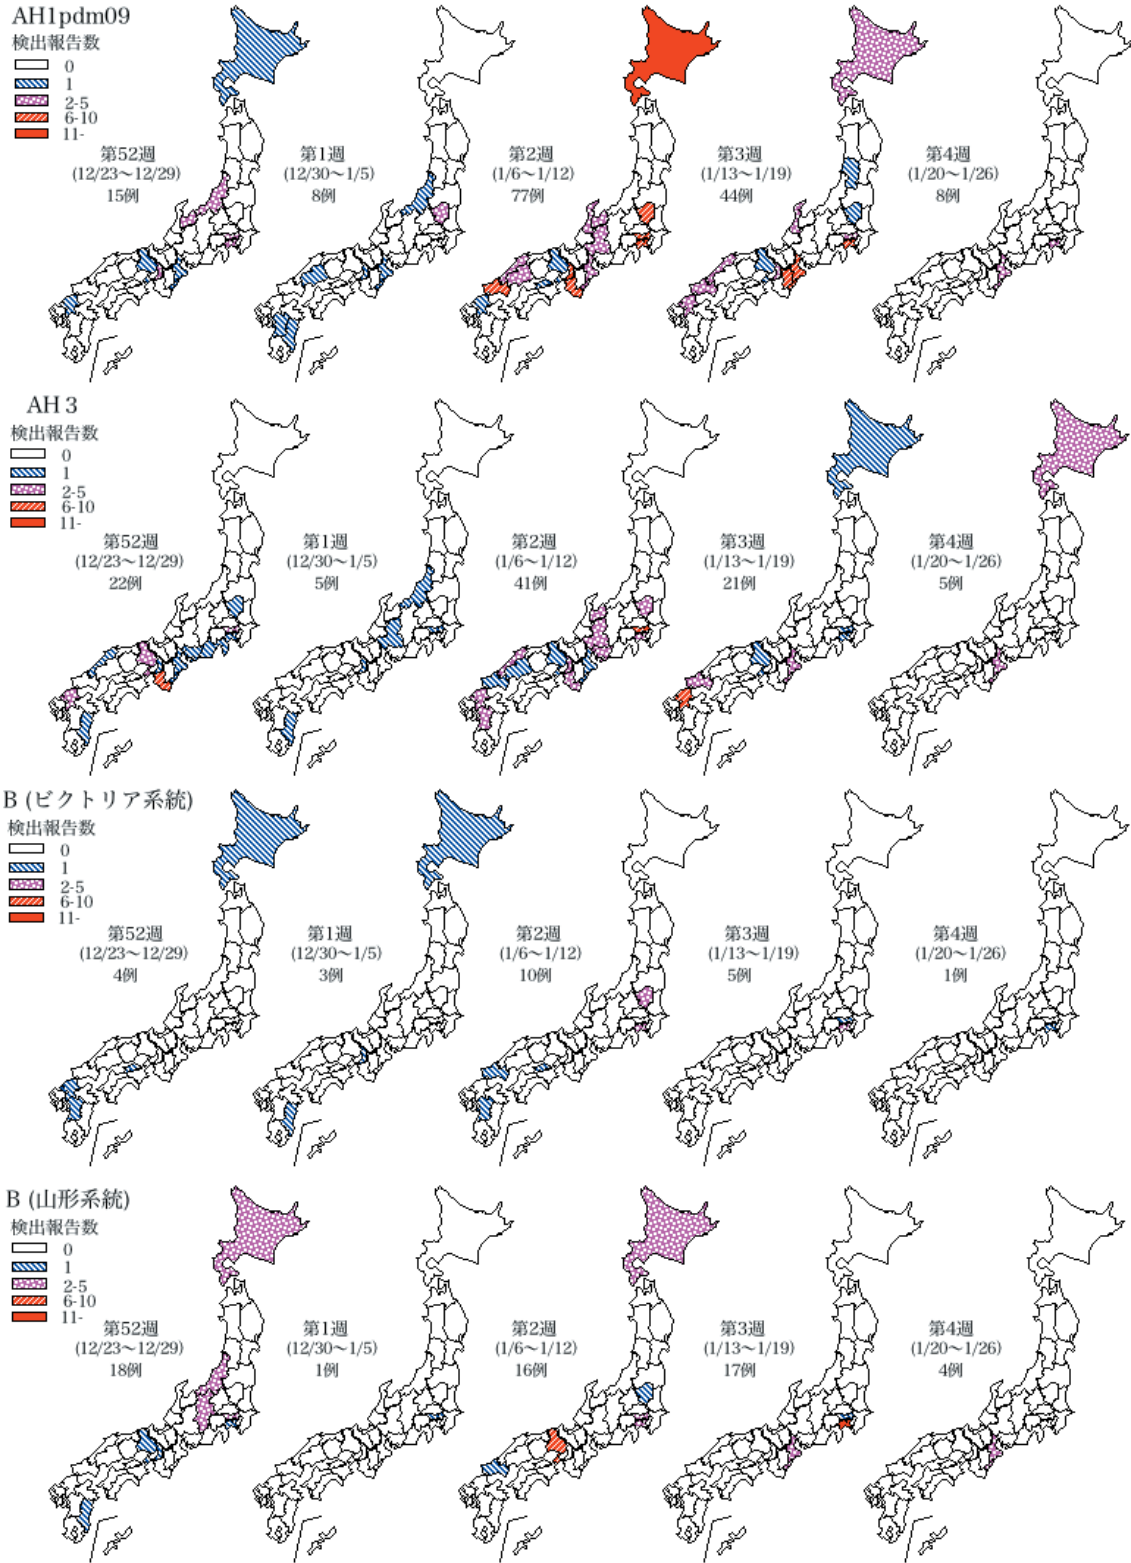 AH1pdm09
検出報告数
0
1
2-5
6-10
11-
第52週
(12/23〜12/29)
15例
第1週
(12/30〜1/5)
8例
第2週
(1/6〜1/12)
77例
第3週
(1/13〜1/19)
44例
第4週
(1/20〜1/26)
8例
AH 3
検出報告数
0
1
2-5
6-10
11-
第52週
(12/23〜12/29)
22例
第1週
(12/30〜1/5)
5例
第2週
(1/6〜1/12)
41例
第3週
(1/13〜1/19)
21例
第4週
(1/20〜1/26)
5例
B (ビクトリア系統)
検出報告数
0
1
2-5
6-10
11-
第52週
(12/23〜12/29)
4例
第1週
(12/30〜1/5)
3例
第2週
(1/6〜1/12)
10例
第3週
(1/13〜1/19)
5例
第4週
(1/20〜1/26)
1例
B (山形系統)
検出報告数
0
1
2-5
6-10
11-
第52週
(12/23〜12/29)
18例
第1週
(12/30〜1/5)
1例
第2週
(1/6〜1/12)
16例
第3週
(1/13〜1/19)
17例
第4週
(1/20〜1/26)
4例